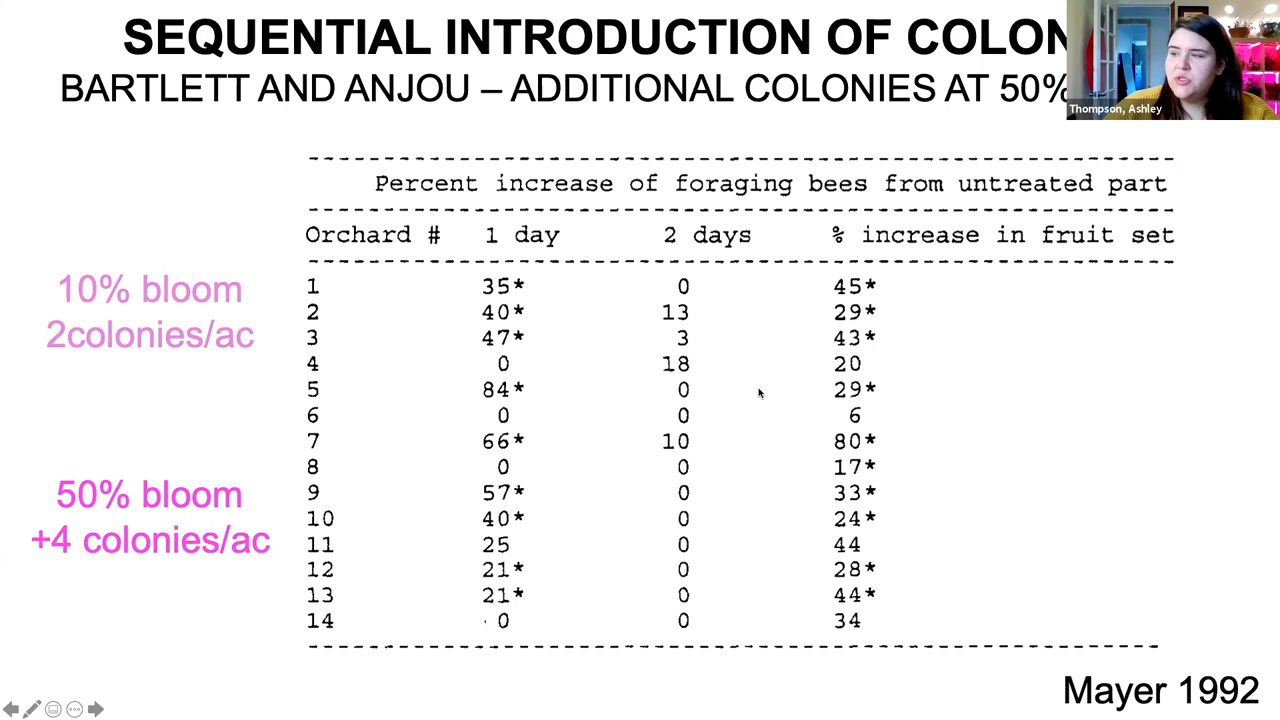 SEQUENTIAL INTRODUCTION OF COLON
BARTLETT AND ANJOU – ADDITIONAL COLONIES AT 50%
Thompson, Ashley
Percent increase of foraging bees from untreated part
Orchard # 1 day 2 days % increase in fruit set
1 35* 0 45*
2 40* 13 29*
3 47* 3 43*
4 0 18 20
5 84* 0 29*
6 0 0 6
7 66* 10 80*
8 0 0 17*
9 57* 0 33*
10 40* 0 24*
11 25 0 44
12 21* 0 28*
13 21* 0 44*
14 0 0 34
10% bloom
2colonies/ac
50% bloom
+4 colonies/ac
Mayer 1992